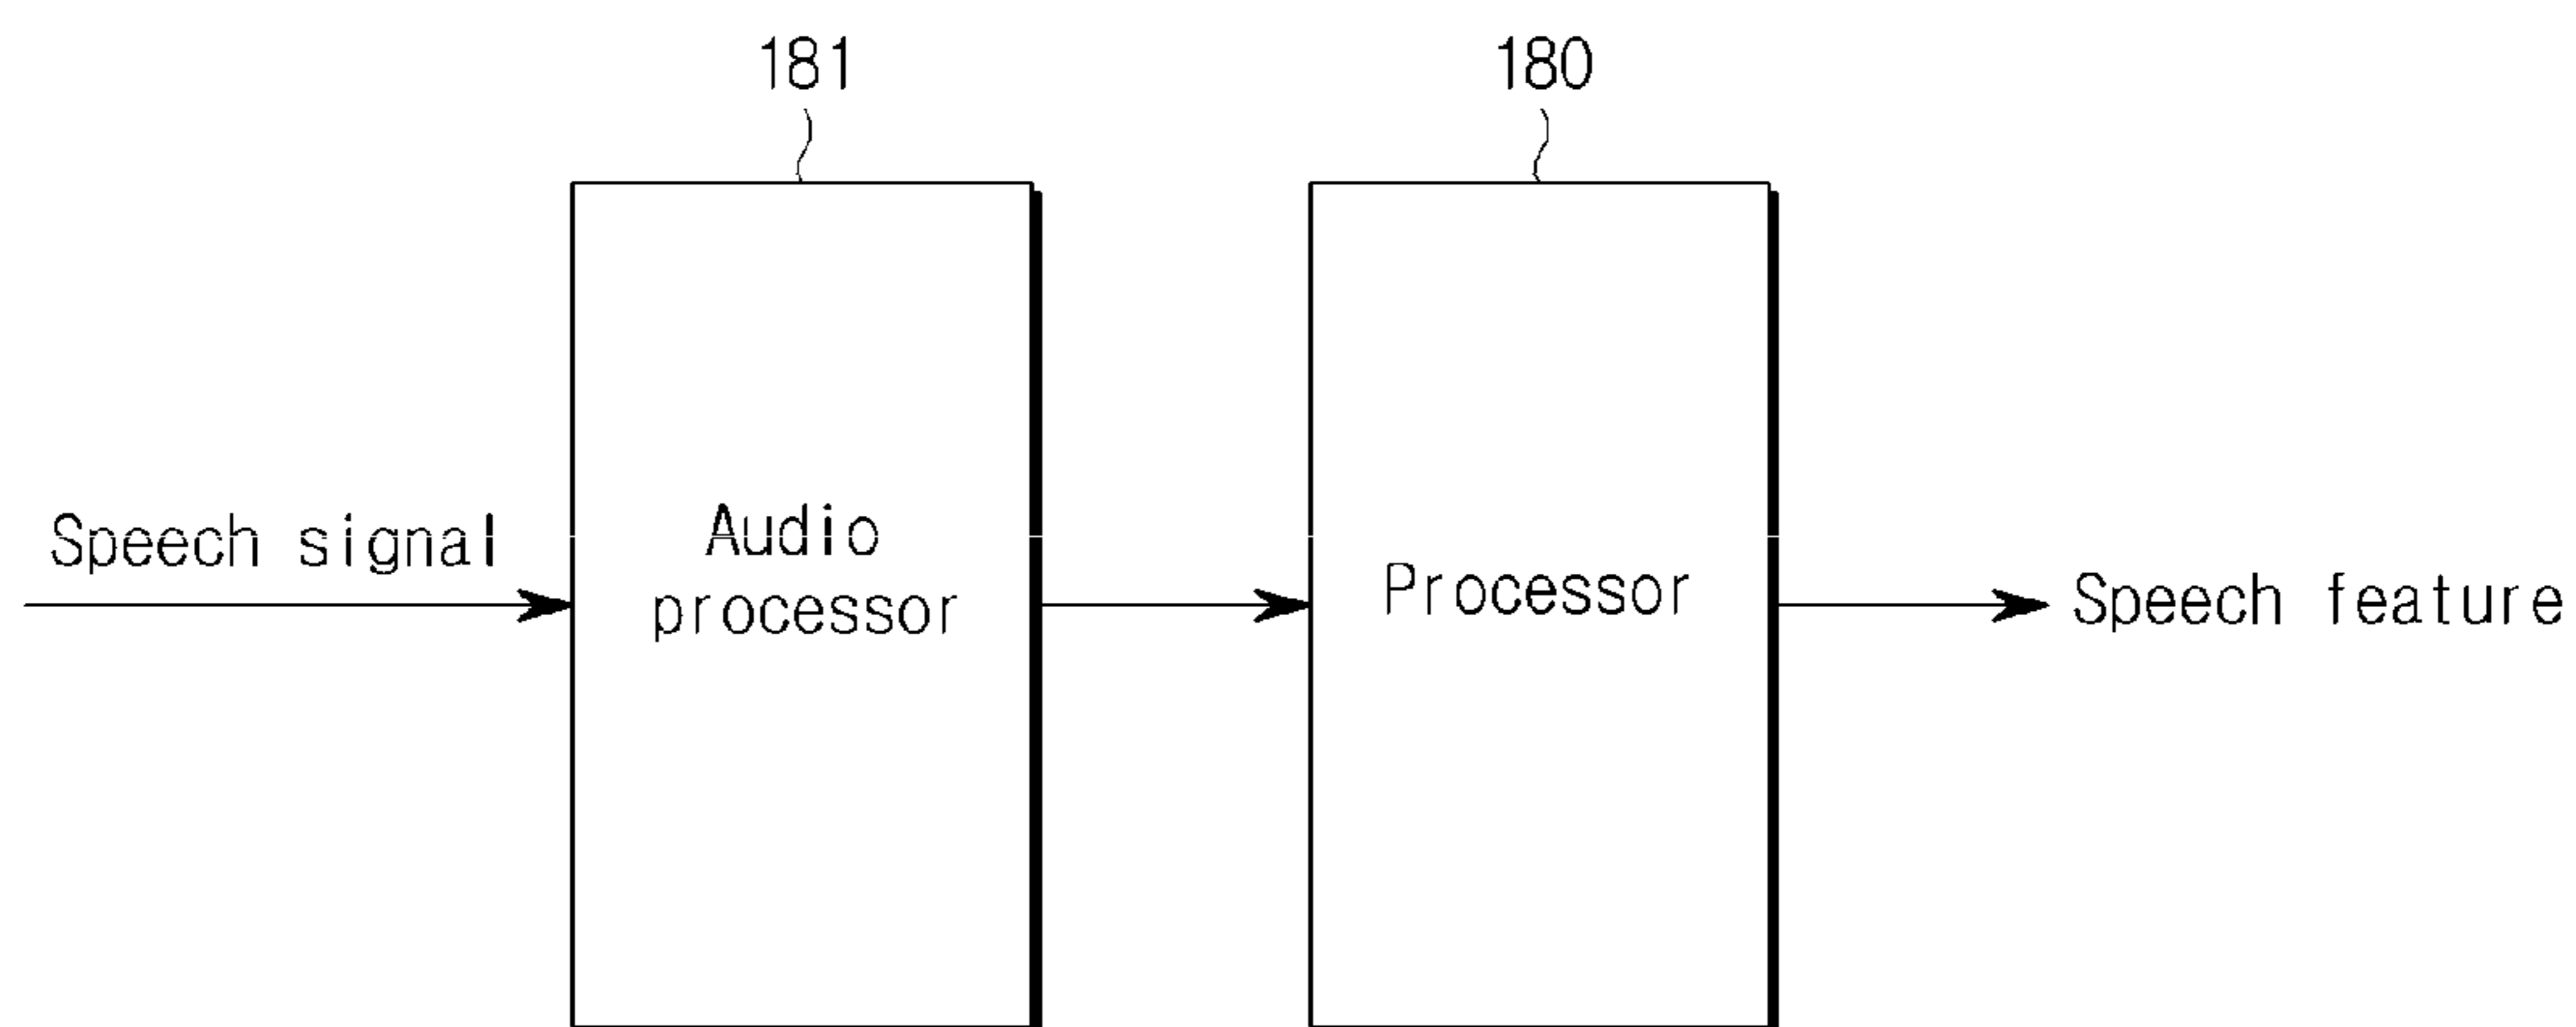 181
180
Speech signal
Audio
processor
Processor
Speech feature